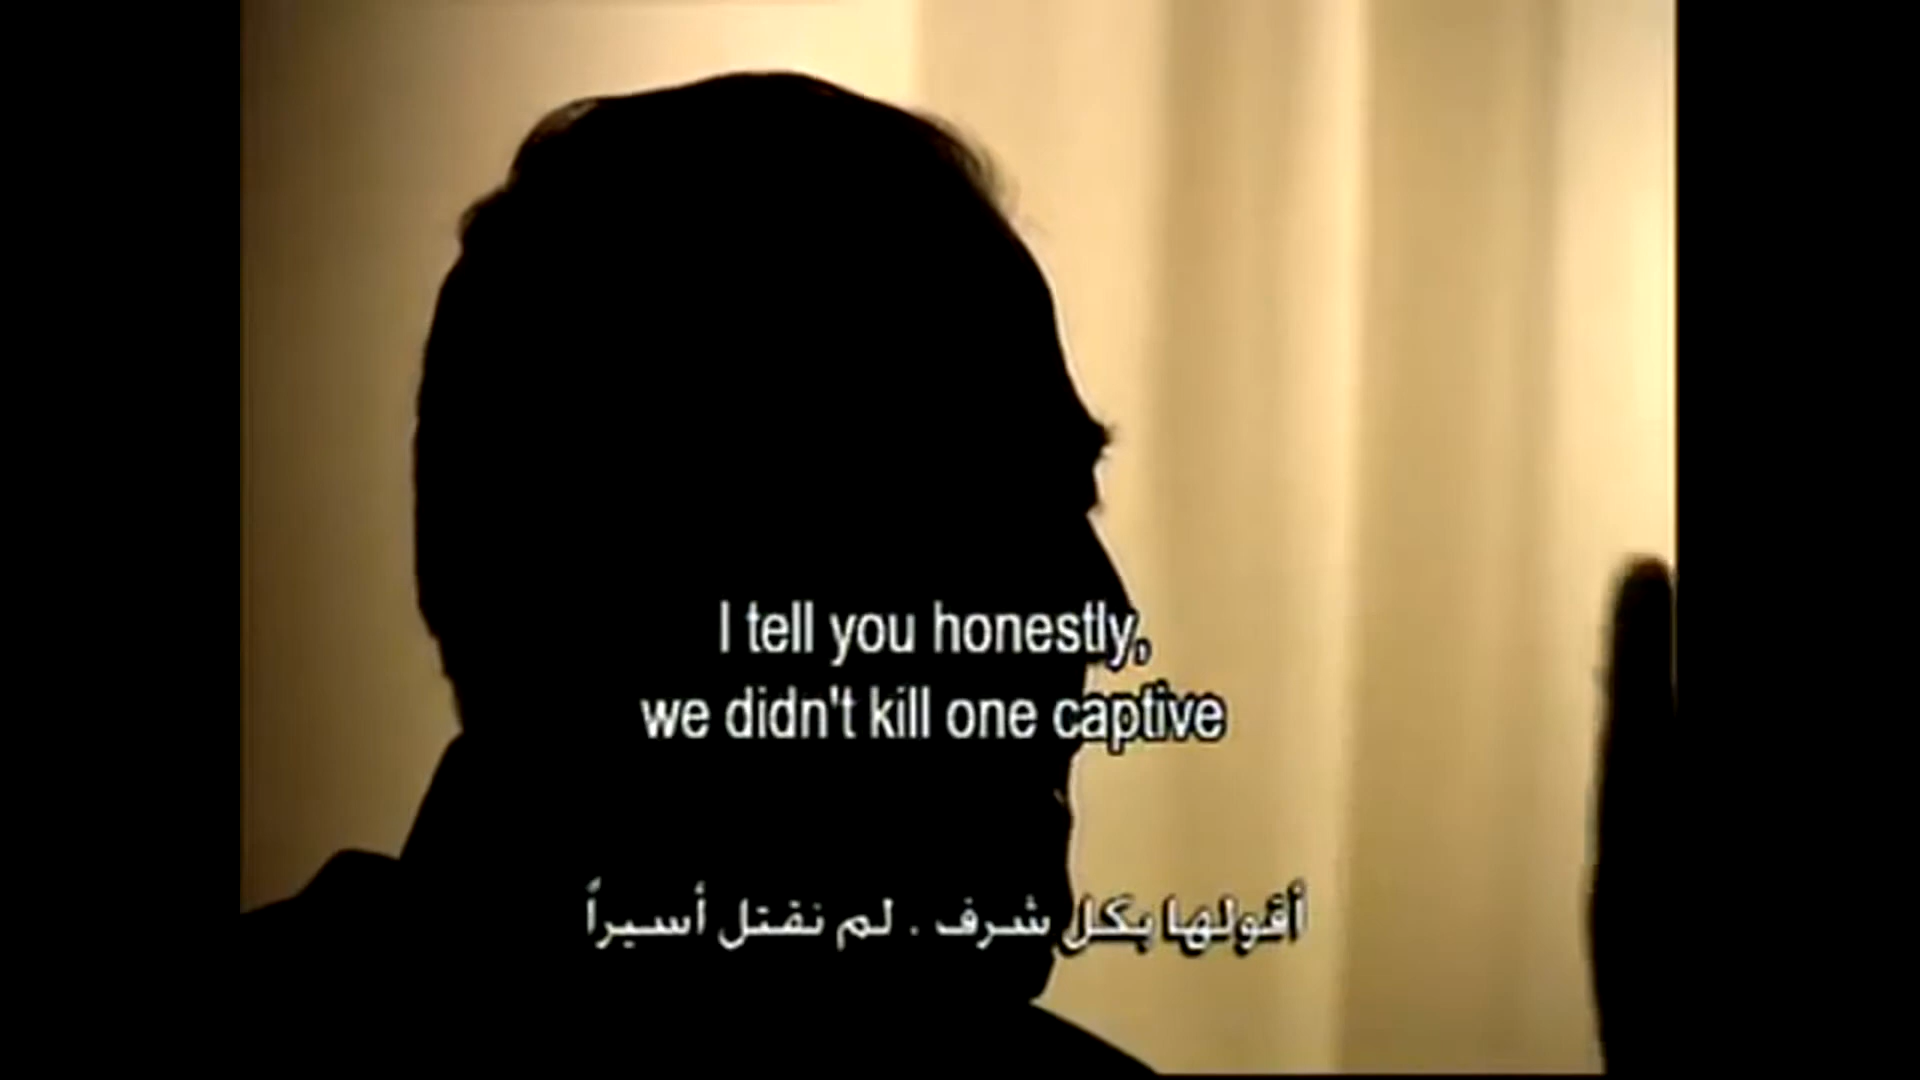 I tell you honestly,
we didn't kill one captive
أقولها بكل شرف . لم نقتل أسيراً